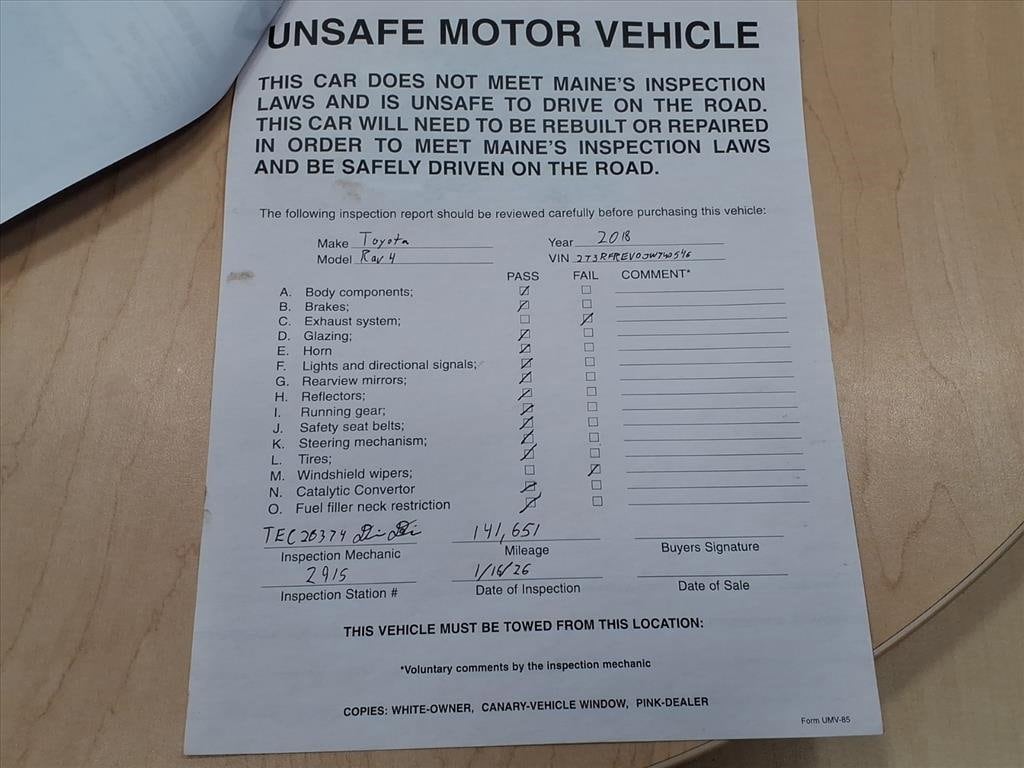 UNSAFE MOTOR VEHICLE
THIS CAR DOES NOT MEET MAINE'S INSPECTION
LAWS AND IS UNSAFE TO DRIVE ON THE ROAD.
THIS CAR WILL NEED TO BE REBUILT OR REPAIRED
IN ORDER TO MEET MAINE'S INSPECTION LAWS
AND BE SAFELY DRIVEN ON THE ROAD.
The following inspection report should be reviewed carefully before purchasing this vehicle:
Make Toyota Year 2018
Model Rav 4 VIN
PASS FAIL COMMENT*
A. Body components;
B. Brakes;
C. Exhaust system;
D. Glazing;
E. Horn
F. Lights and directional signals;
G. Rearview mirrors;
H. Reflectors;
I. Running gear;
J. Safety seat belts;
K. Steering mechanism;
L. Tires;
M. Windshield wipers;
N. Catalytic Convertor
O. Fuel filler neck restriction
141,651
Inspection Mechanic Mileage Buyers Signature
2915 1/16/26
Inspection Station # Date of Inspection Date of Sale
THIS VEHICLE MUST BE TOWED FROM THIS LOCATION:
*Voluntary comments by the inspection mechanic
COPIES: WHITE-OWNER, CANARY-VEHICLE WINDOW, PINK-DEALER
Form UMV-85